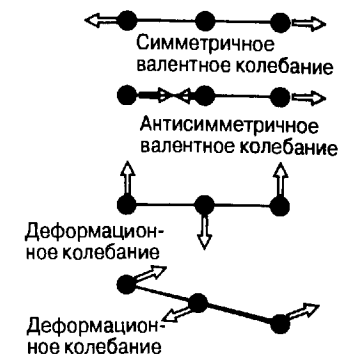 Симметричное
валентное колебание
Антисимметричное
валентное колебание
Деформацион-
ное колебание
Деформацион-
ное колебание